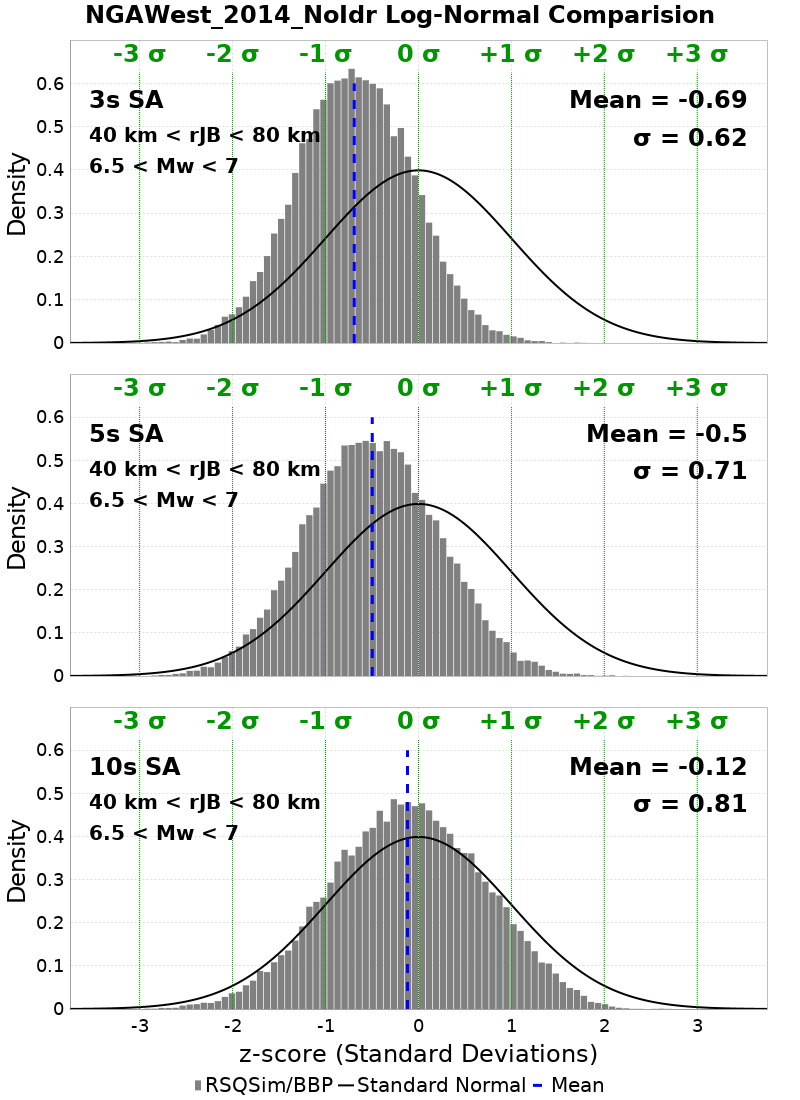 NGAWest_2014_NoIdr Log-Normal Comparision
-3 σ -2 σ -1 σ 0 σ +1 σ +2 σ +3 σ
3s SA
40 km < rJB < 80 km
6.5 < Mw < 7
Mean = -0.69
σ = 0.62
Density
0.6
0.5
0.4
0.3
0.2
0.1
0
-3 σ -2 σ -1 σ 0 σ +1 σ +2 σ +3 σ
5s SA
40 km < rJB < 80 km
6.5 < Mw < 7
Mean = -0.5
σ = 0.71
Density
0.6
0.5
0.4
0.3
0.2
0.1
0
-3 σ -2 σ -1 σ 0 σ +1 σ +2 σ +3 σ
10s SA
40 km < rJB < 80 km
6.5 < Mw < 7
Mean = -0.12
σ = 0.81
Density
0.6
0.5
0.4
0.3
0.2
0.1
0
-3 -2 -1 0 1 2 3
z-score (Standard Deviations)
RSQSim/BBP Standard Normal Mean